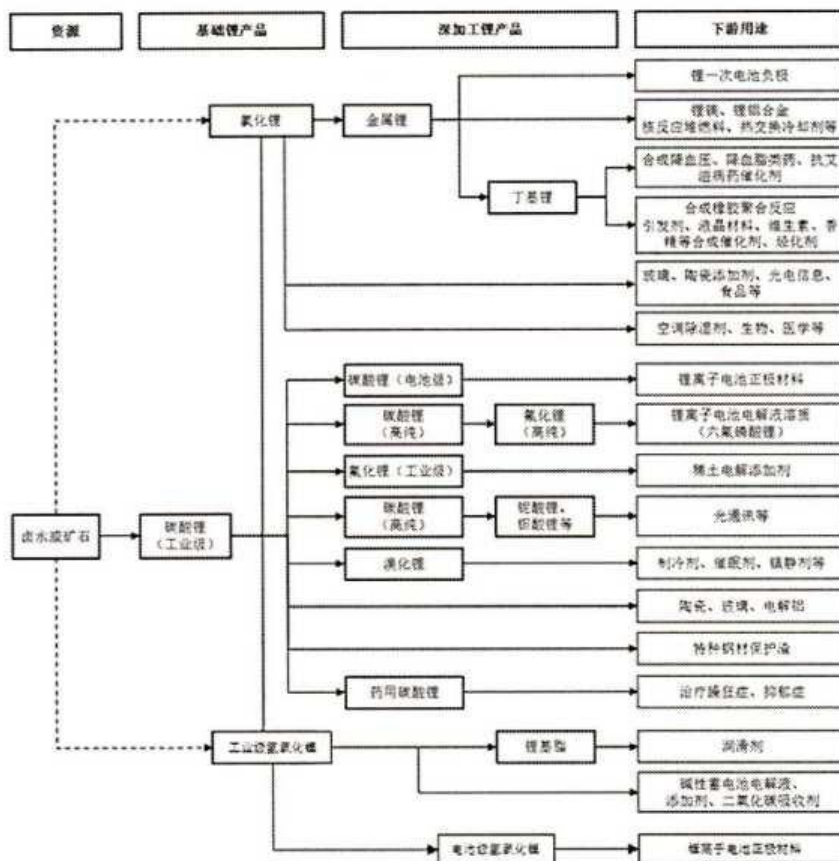 资源
基础锂产品
深加工锂产品
下游用途
氯化锂
金属锂
锂一次电池负极
锂镁、锂铝合金
核反应堆燃料、热交换冷却剂等
丁基锂
合成降血压、降血脂类药、抗艾
滋病药催化剂
合成橡胶聚合反应
引发剂、液晶材料、维生素、香
精等合成催化剂、烃化剂
玻璃、陶瓷添加剂、光电信息、
食品等
空调除湿剂、生物、医学等
碳酸锂（电池级）
锂离子电池正极材料
碳酸锂
（高纯）
氟化锂
（高纯）
锂离子电池电解液溶质
（六氟磷酸锂）
氟化锂（工业级）
稀土电解添加剂
卤水或矿石
碳酸锂
（工业级）
碳酸锂
（高纯）
铌酸锂、
钽酸锂等
光通讯等
溴化锂
制冷剂、催眠剂、镇静剂等
陶瓷、玻璃、电解铝
特种钢材保护渣
药用碳酸锂
治疗躁狂症、抑郁症
工业级氢氧化锂
锂基脂
润滑剂
碱性蓄电池电解液、
添加剂、二氧化碳吸收剂
电池级氢氧化锂
锂离子电池正极材料